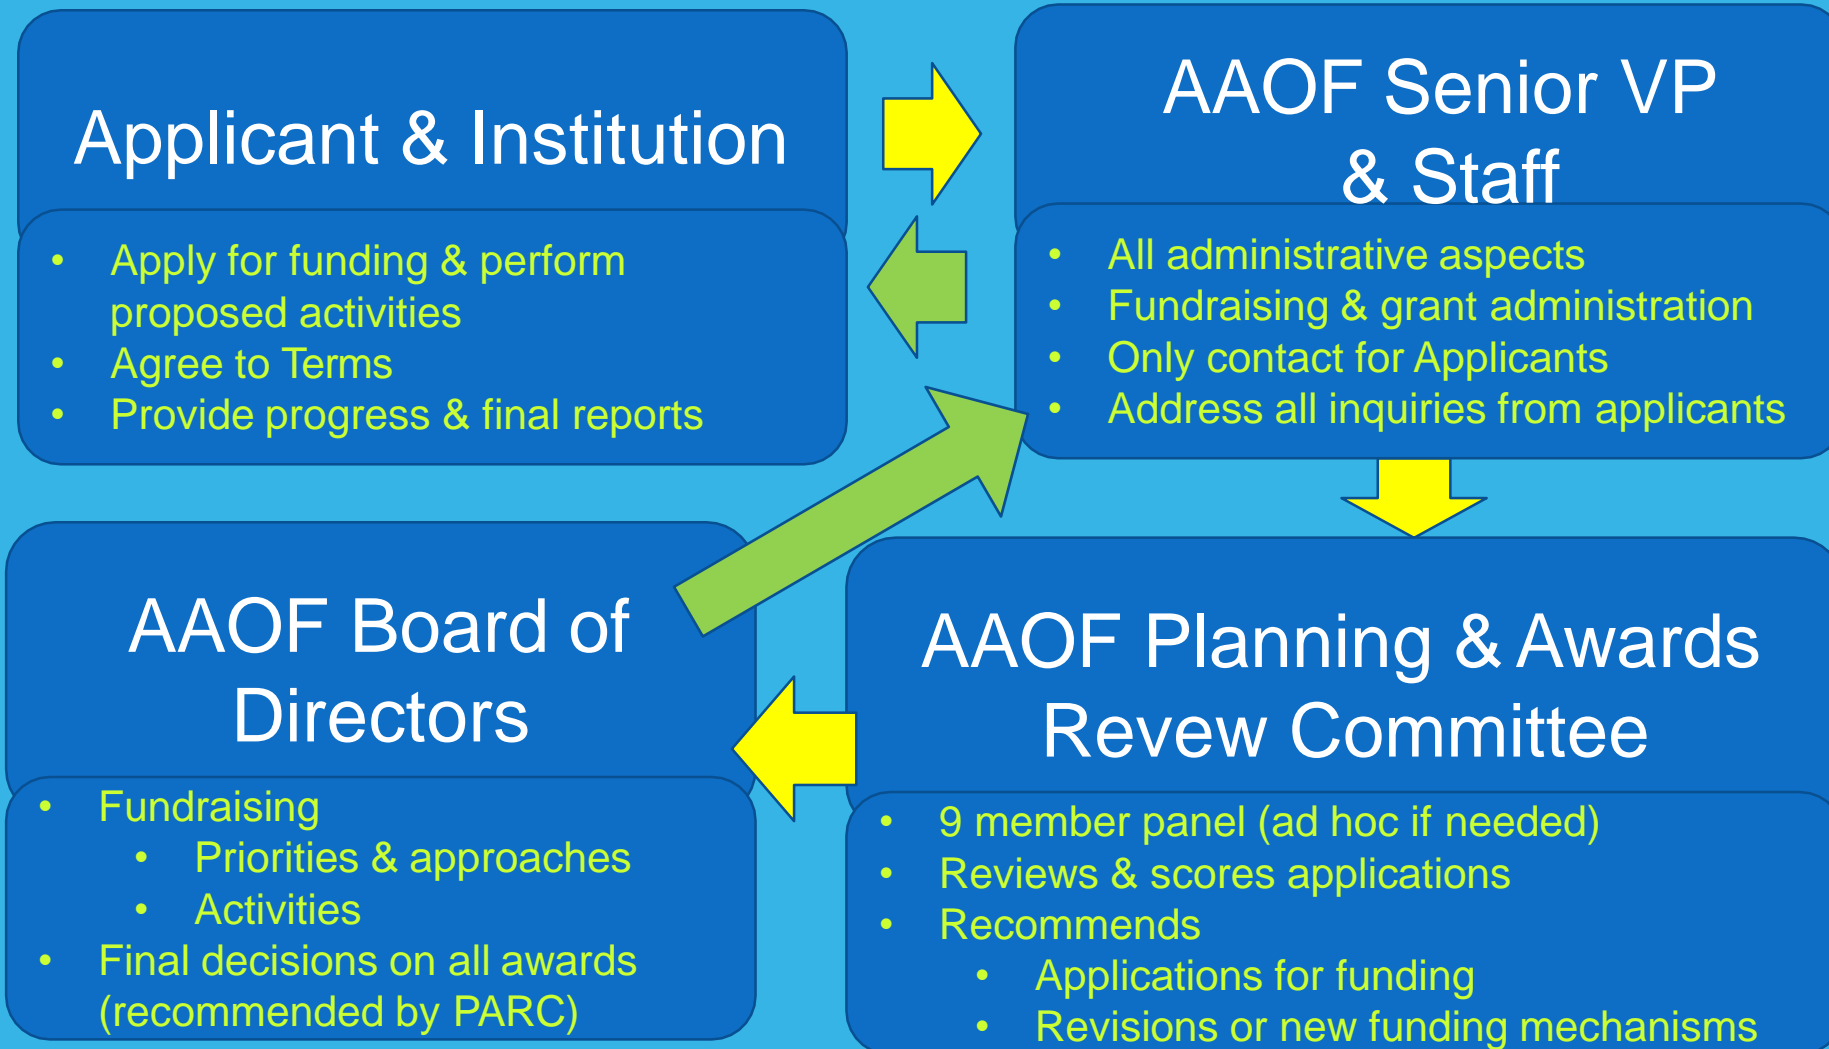 Applicant & Institution
• Apply for funding & perform
proposed activities
• Agree to Terms
• Provide progress & final reports
AAOF Senior VP
& Staff
• All administrative aspects
• Fundraising & grant administration
• Only contact for Applicants
• Address all inquiries from applicants
AAOF Board of
Directors
• Fundraising
• Priorities & approaches
• Activities
• Final decisions on all awards
(recommended by PARC)
AAOF Planning & Awards
Revew Committee
• 9 member panel (ad hoc if needed)
• Reviews & scores applications
• Recommends
• Applications for funding
• Revisions or new funding mechanisms